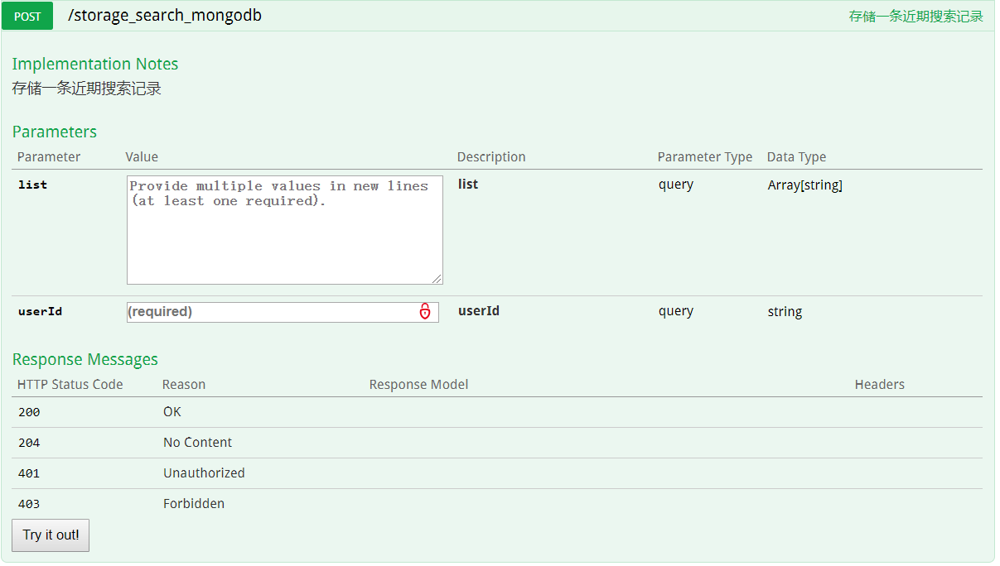 POST /storage_search_mongodb 存储一条近期搜索记录
Implementation Notes
存储一条近期搜索记录
Parameters
Parameter Value Description Parameter Type Data Type
list Provide multiple values in new lines (at least one required). list query Array[string]
userId (required) userId query string
Response Messages
HTTP Status Code Reason Response Model Headers
200 OK
204 No Content
401 Unauthorized
403 Forbidden
Try it out!